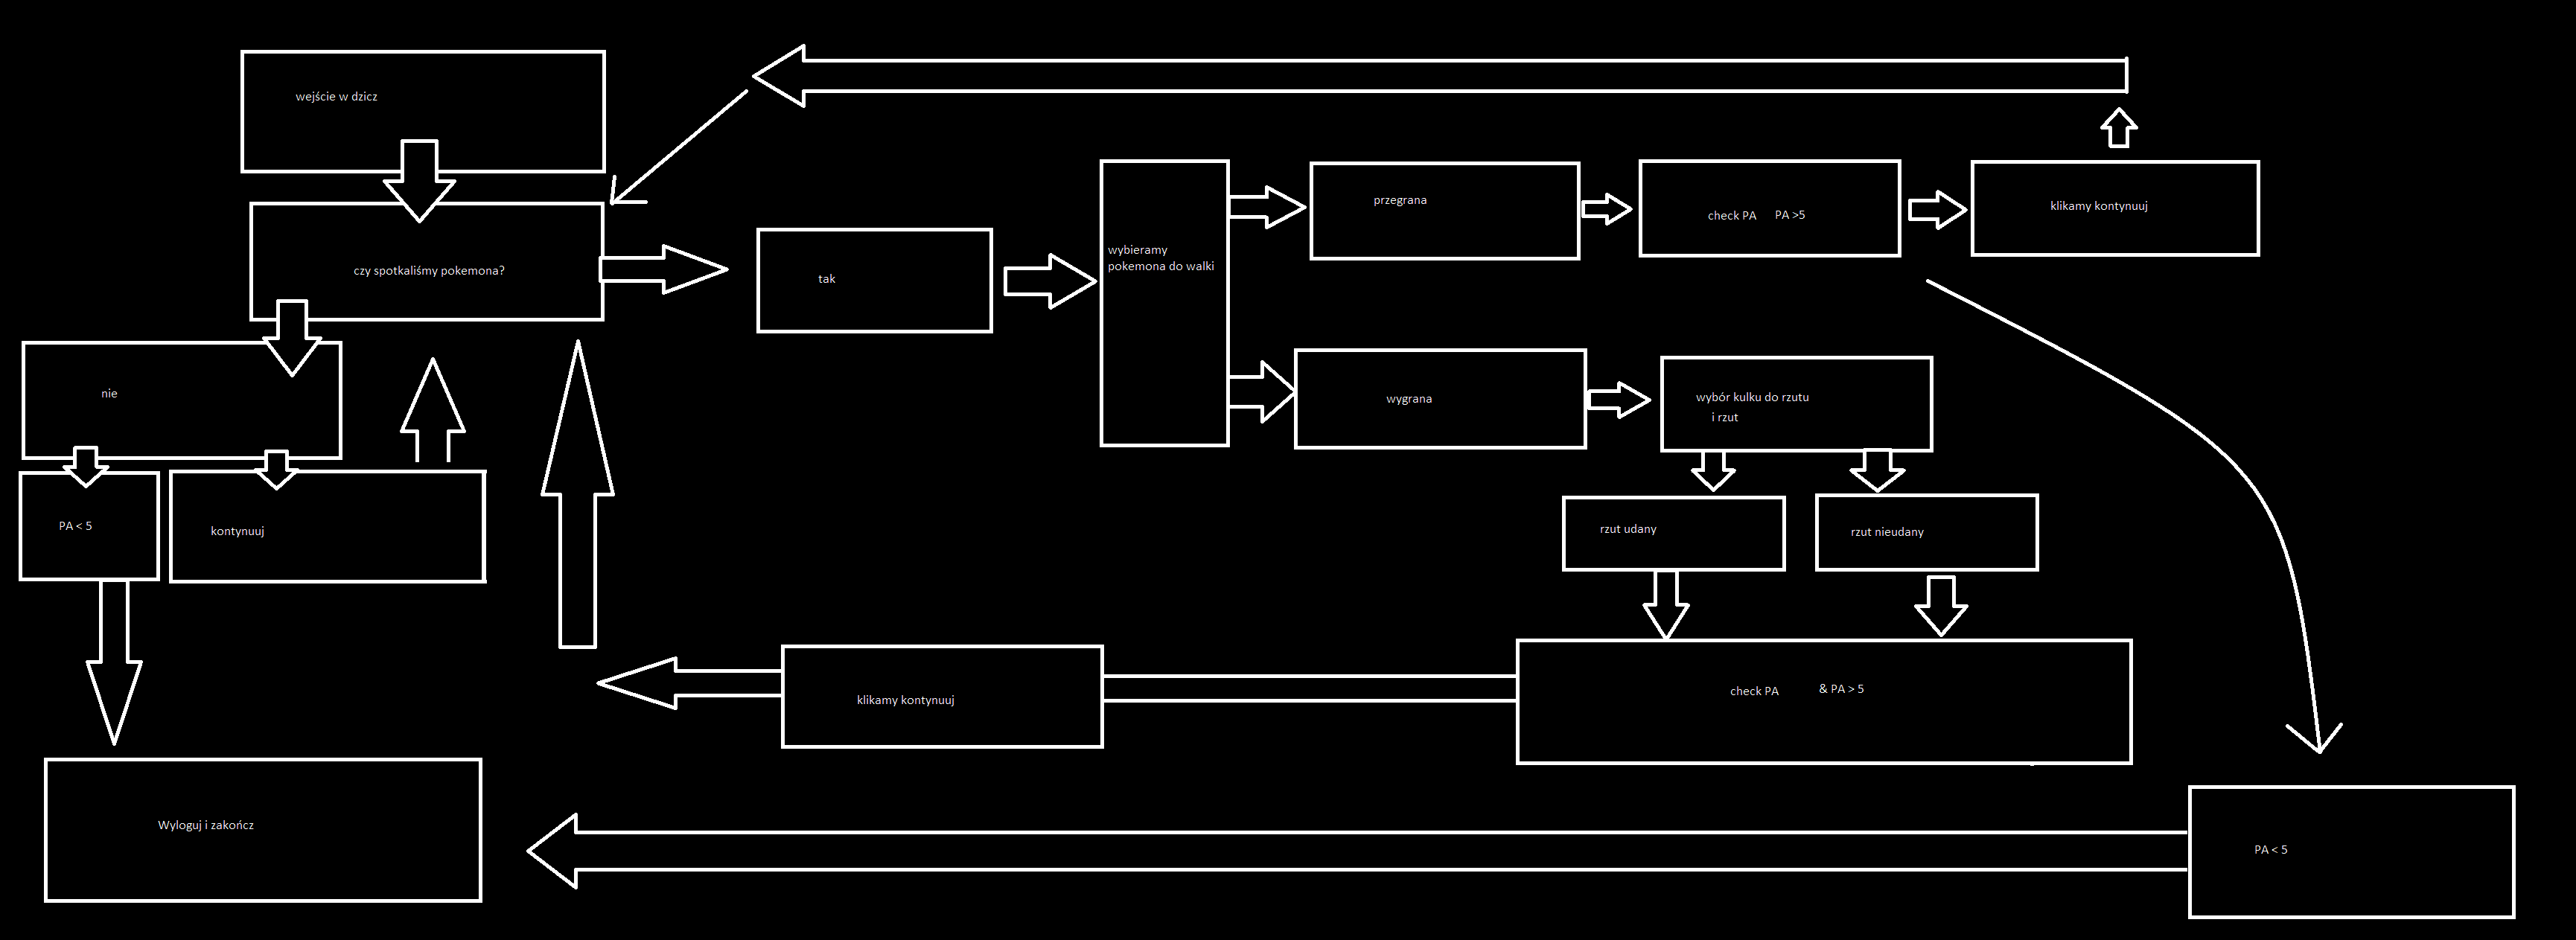 wejście w dzicz
czy spotkaliśmy pokemona?
tak
wybieramy
pokemona do walki
przegrana
check PA PA >5
klikamy kontynuuj
nie
wygrana
wybór kulku do rzutu
i rzut
PA < 5
kontynuuj
rzut udany
rzut nieudany
klikamy kontynuuj
check PA & PA > 5
Wyloguj i zakończ
PA < 5